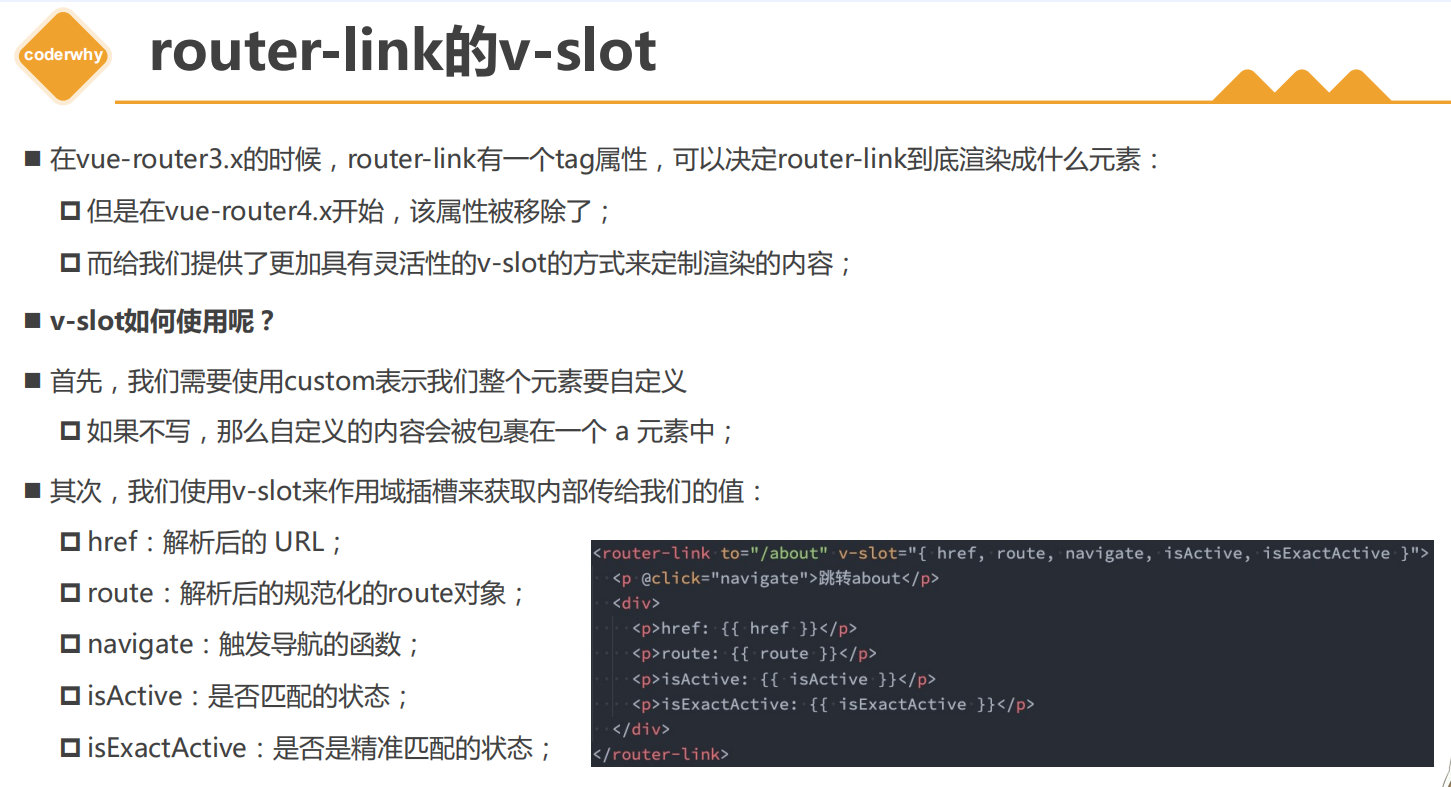 coderwhy
router-link的v-slot
在vue-router3.x的时候，router-link有一个tag属性，可以决定router-link到底渲染成什么元素：
但是在vue-router4.x开始，该属性被移除了；
而给我们提供了更加具有灵活性的v-slot的方式来定制渲染的内容；
v-slot如何使用呢？
首先，我们需要使用custom表示我们整个元素要自定义
如果不写，那么自定义的内容会被包裹在一个 a 元素中；
其次，我们使用v-slot来作用域插槽来获取内部传给我们的值：
href：解析后的 URL；
route：解析后的规范化的route对象；
navigate：触发导航的函数；
isActive：是否匹配的状态；
isExactActive：是否是精准匹配的状态；
<router-link to="/about" v-slot="{ href, route, navigate, isActive, isExactActive }">
<p @click="navigate">跳转about</p>
<div>
<p>href: {{ href }}</p>
<p>route: {{ route }}</p>
<p>isActive: {{ isActive }}</p>
<p>isExactActive: {{ isExactActive }}</p>
</div>
</router-link>